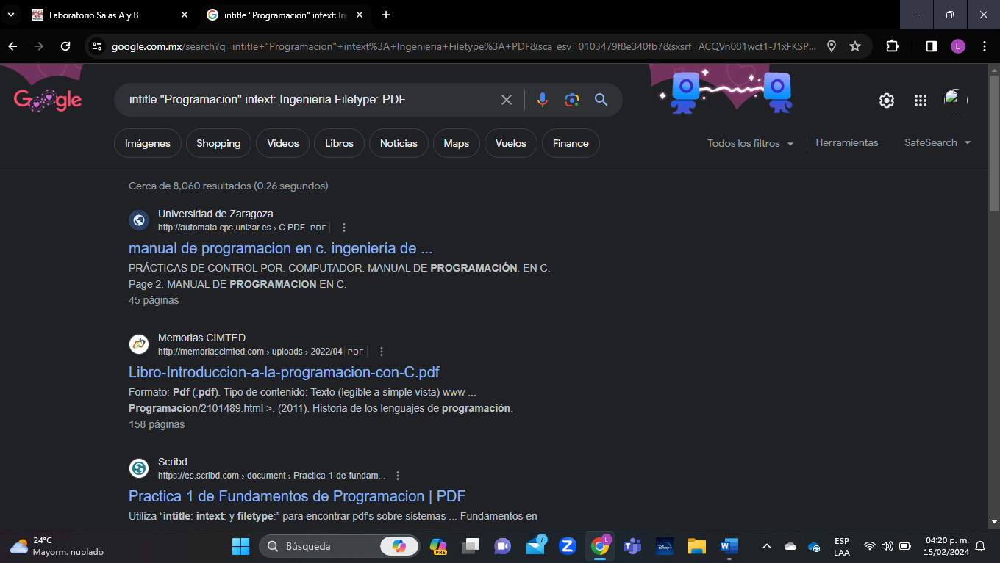 Laboratorio Salas A y B
intitle "Programacion" intext: In
google.com.mx/search?q=intitle+"Programacion"+intext%3A+Ingenieria+Filetype%3A+PDF&sca_esv=0103479f8e340fb7&sxsrf=ACQVn081wct1-J1xFKSP...
L
Google
intitle "Programacion" intext: Ingenieria Filetype: PDF
Imágenes
Shopping
Vídeos
Libros
Noticias
Maps
Vuelos
Finance
Todos los filtros
Herramientas
SafeSearch
Cerca de 8,060 resultados (0.26 segundos)
Universidad de Zaragoza
http://automata.cps.unizar.es › C.PDF PDF
manual de programacion en c. ingeniería de ...
PRÁCTICAS DE CONTROL POR. COMPUTADOR. MANUAL DE PROGRAMACIÓN. EN C.
Page 2. MANUAL DE PROGRAMACION EN C.
45 páginas
Memorias CIMTED
http://memoriascimted.com › uploads › 2022/04 PDF
Libro-Introduccion-a-la-programacion-con-C.pdf
Formato: Pdf (.pdf). Tipo de contenido: Texto (legible a simple vista) www ...
Programacion/2101489.html >. (2011). Historia de los lenguajes de programación.
158 páginas
Scribd
https://es.scribd.com › document › Practica-1-de-fundam...
Practica 1 de Fundamentos de Programacion | PDF
Utiliza “intitle: intext: y filetype:” para encontrar pdf's sobre sistemas ... Fundamentos en
24°C
Mayorm. nublado
Búsqueda
PRE
7
Z
L
Disney+
W
ESP
LAA
04:20 p. m.
15/02/2024